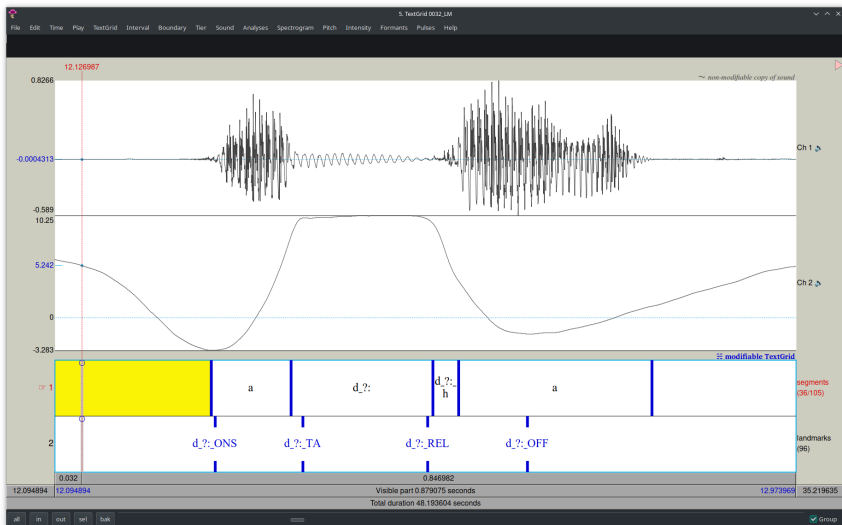 5. TextGrid 0032_LM
File Edit Time Play TextGrid Interval Boundary Tier Sound Analyses Spectrogram Pitch Intensity Formants Pulses Help
12.126987
~ non-modifiable copy of sound
0.8266
-0.0004313
Ch 1
-0.589
10.25
5.242
Ch 2
0
-3.283
modifiable TextGrid
1 a d_?: d_?:_h a segments (36/105)
2 d_?:_ONS d_?:_TA d_?:_REL d_?:_OFF landmarks (96)
0.032 0.846982
12.094894 12.094894 Visible part 0.879075 seconds 12.973969 35.219635
Total duration 48.193604 seconds
all in out sel bak Group